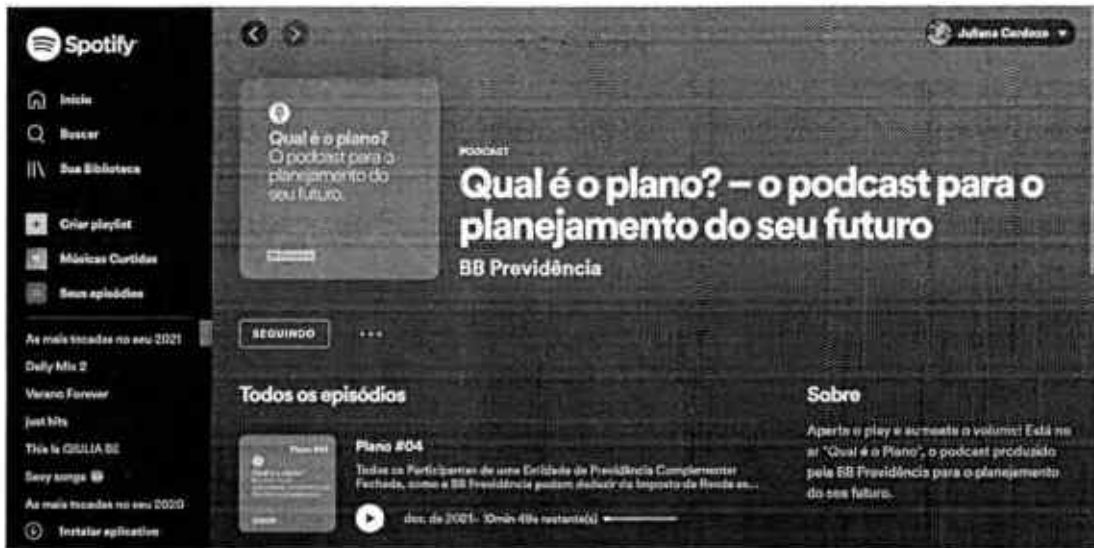 Spotify
Início
Buscar
Sua Biblioteca
Criar playlist
Músicas Curtidas
Seus episódios
As mais tocadas no seu 2021
Daily Mix 2
Verano Forever
Just hits
This Is GIULIA BE
Sexy songs
As mais tocadas no seu 2020
Instalar aplicativo
Juliana Cardozo
Qual é o plano?
O podcast para o
planejamento do
seu futuro.
PODCAST
Qual é o plano? – o podcast para o
planejamento do seu futuro
BB Previdência
SEGUINDO
Todos os episódios
Plano #04
Plano #04
Todos os Participantes de uma Entidade de Previdência Complementar
Fechada, como a BB Previdência podem deduzir do Imposto de Renda as...
dez. de 2021 · 10min 49s restante(s)
Sobre
Aperte o play e aumente o volume! Está no
ar "Qual é o Plano", o podcast produzido
pela BB Previdência para o planejamento
do seu futuro.